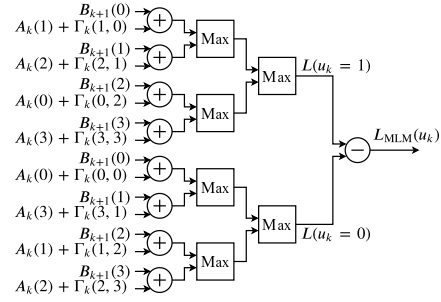 B_{k+1}(0)
A_k(1) + Γ_k(1, 0)
B_{k+1}(1)
A_k(2) + Γ_k(2, 1)
B_{k+1}(2)
A_k(0) + Γ_k(0, 2)
B_{k+1}(3)
A_k(3) + Γ_k(3, 3)
B_{k+1}(0)
A_k(0) + Γ_k(0, 0)
B_{k+1}(1)
A_k(3) + Γ_k(3, 1)
B_{k+1}(2)
A_k(1) + Γ_k(1, 2)
B_{k+1}(3)
A_k(2) + Γ_k(2, 3)
+
+
+
+
+
+
+
+
Max
Max
Max
Max
Max
Max
L(u_k = 1)
L(u_k = 0)
−
L_{MLM}(u_k)